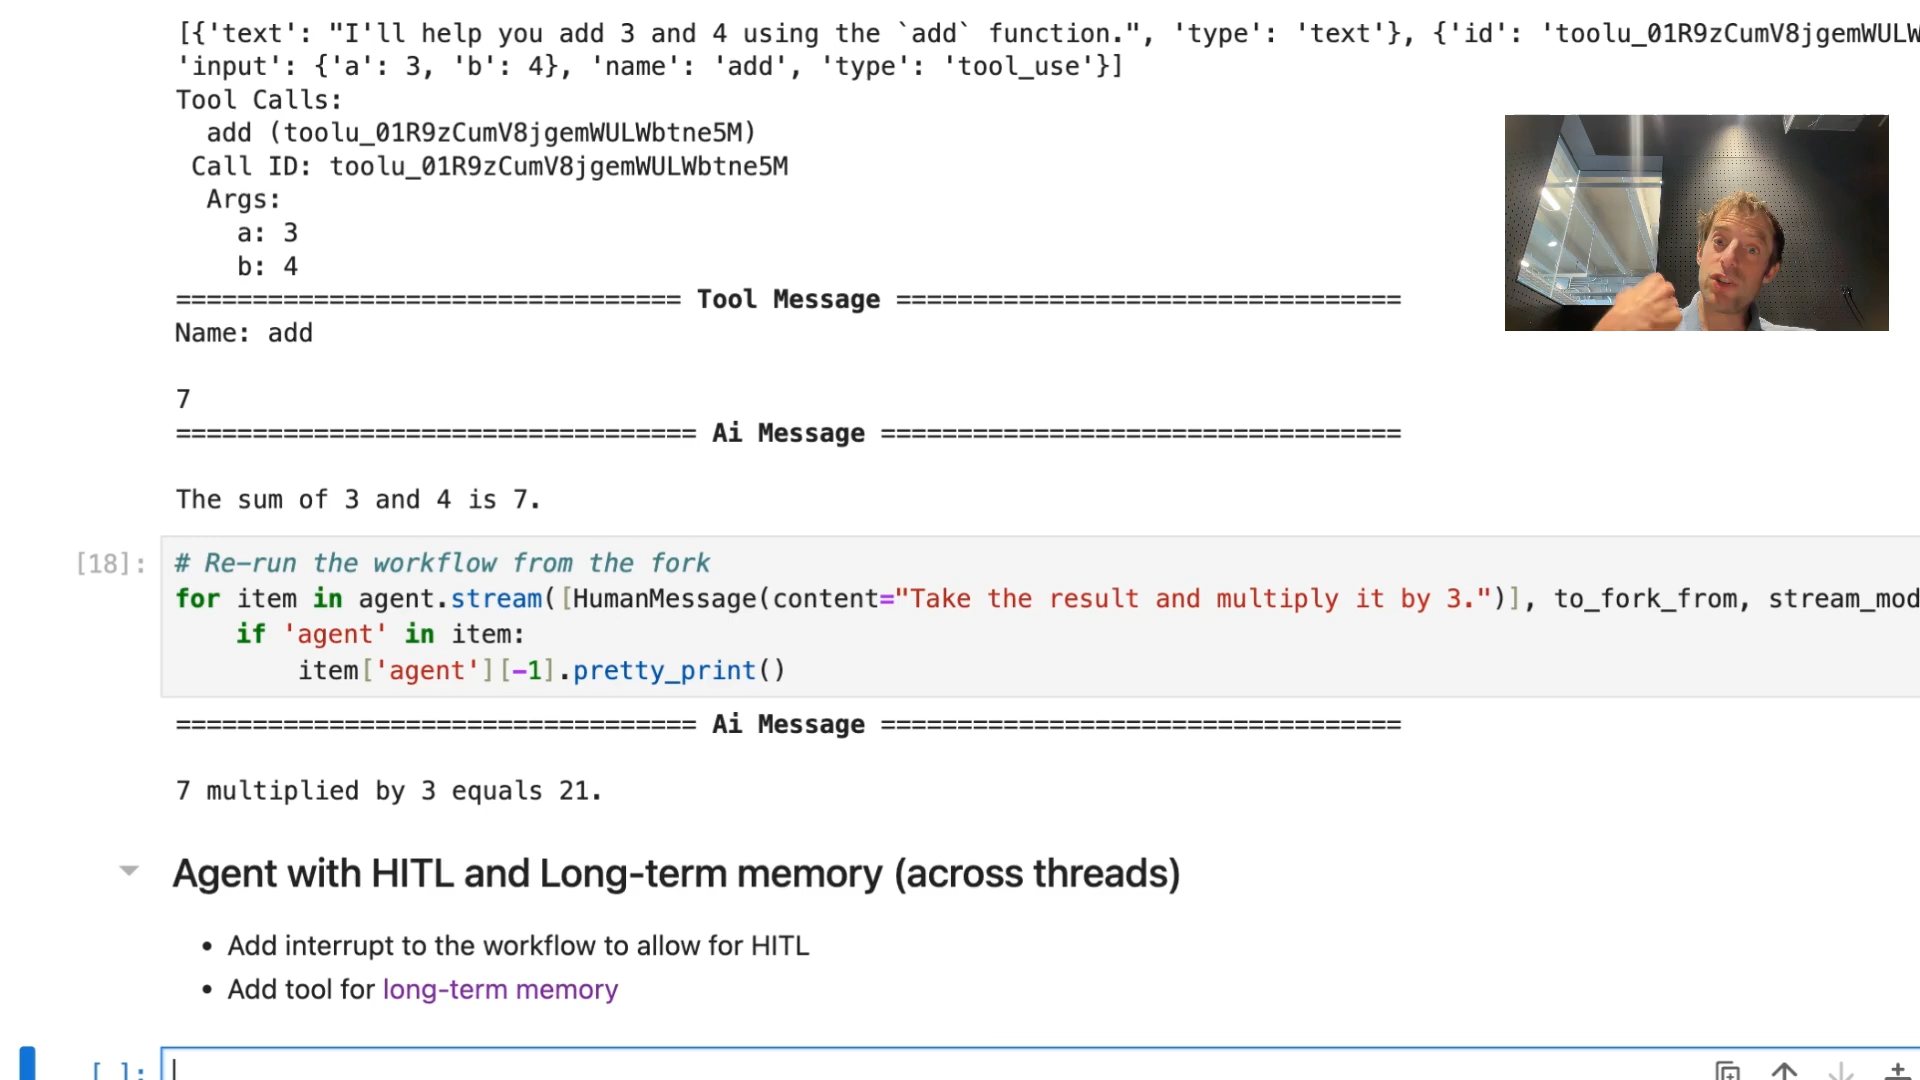 [{'text': "I'll help you add 3 and 4 using the `add` function.", 'type': 'text'}, {'id': 'toolu_01R9zCumV8jgemWULW
'input': {'a': 3, 'b': 4}, 'name': 'add', 'type': 'tool_use'}]
Tool Calls:
  add (toolu_01R9zCumV8jgemWULWbtne5M)
 Call ID: toolu_01R9zCumV8jgemWULWbtne5M
  Args:
    a: 3
    b: 4
================================= Tool Message =================================
Name: add
7
================================== Ai Message ==================================
The sum of 3 and 4 is 7.
[18]: # Re-run the workflow from the fork
for item in agent.stream([HumanMessage(content="Take the result and multiply it by 3.")], to_fork_from, stream_mod
    if 'agent' in item:
        item['agent'][-1].pretty_print()
================================== Ai Message ==================================
7 multiplied by 3 equals 21.
Agent with HITL and Long-term memory (across threads)
• Add interrupt to the workflow to allow for HITL
• Add tool for long-term memory
[ ]: